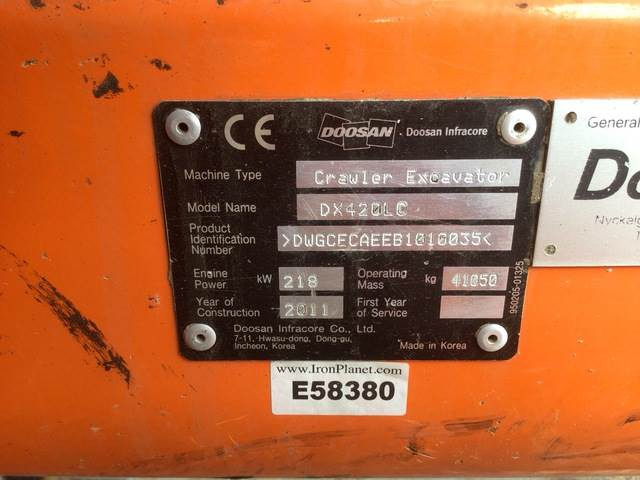 CE
DOOSAN Doosan Infracore
Machine Type Crawler Excavator
Model Name DX420LC
Product Identification Number >DWGCECAEEB1010035<
Engine Power kW 218 Operating Mass kg 41050
Year of Construction 2011 First Year of Service
Doosan Infracore Co., Ltd.
7-11, Hwasu-dong, Dong-gu,
Incheon, Korea
Made in Korea
950205-01325
General
Do
Nyckelg
www.IronPlanet.com
E58380